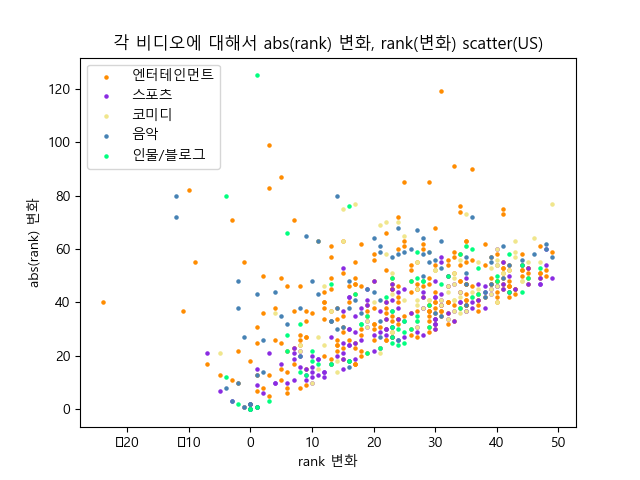 각 비디오에 대해서 abs(rank) 변화, rank(변화) scatter(US)
엔터테인먼트
스포츠
코미디
음악
인물/블로그
abs(rank) 변화
120
100
80
60
40
20
0
▯20 ▯10 0 10 20 30 40 50
rank 변화